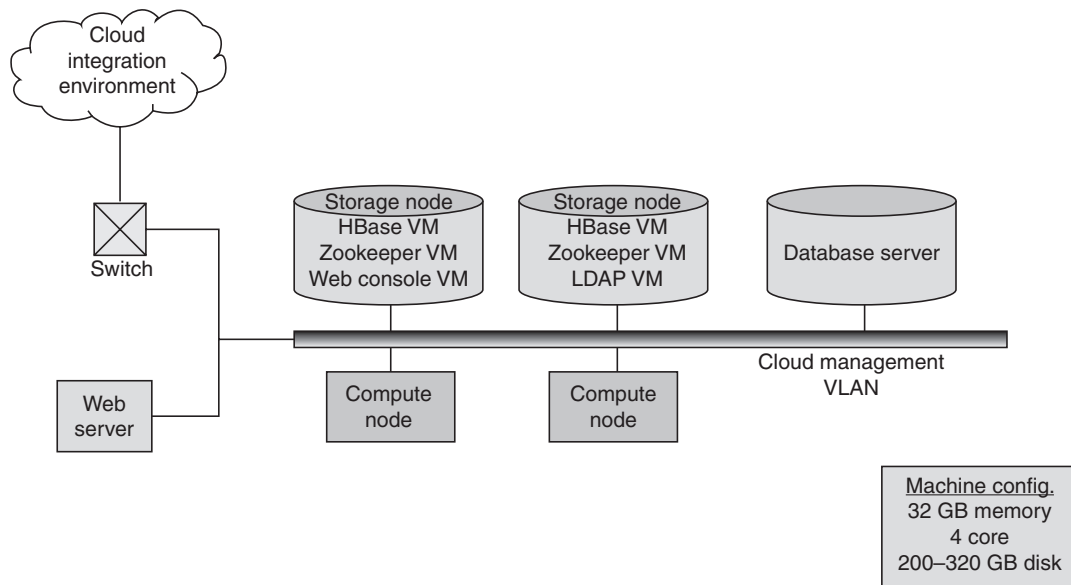 Cloud
integration
environment
Switch
Storage node
HBase VM
Zookeeper VM
Web console VM
Storage node
HBase VM
Zookeeper VM
LDAP VM
Database server
Cloud management
VLAN
Web
server
Compute
node
Compute
node
Machine config.
32 GB memory
4 core
200–320 GB disk